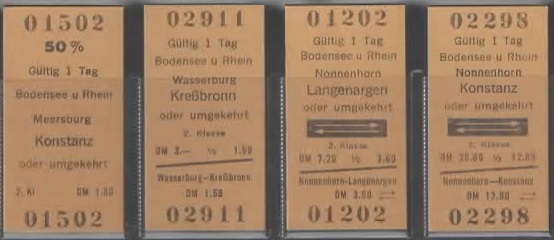 01502
50%
Gültig 1 Tag
Bodensee u Rhein
Meersburg
Konstanz
oder umgekehrt
2. Kl DM 1.80
01502
02911
Gültig 1 Tag
Bodensee u Rhein
Wasserburg
Kreßbronn
oder umgekehrt
2. Klasse
DM 3.— ½ 1.50
Wasserburg—Kreßbronn
DM 1.50
02911
01202
Gültig 1 Tag
Bodensee u Rhein
Nonnenhorn
Langenargen
oder umgekehrt
2. Klasse
DM 7.20 ½ 3.60
Nonnenhorn—Langenargen
DM 3.60
01202
02298
Gültig 1 Tag
Bodensee u Rhein
Nonnenhorn
Konstanz
oder umgekehrt
2. Klasse
DM ½ 12.80
Nonnenhorn—Konstanz
DM 12.80
02298